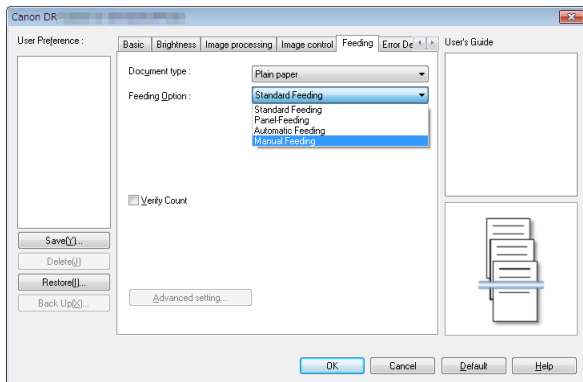 Canon DR
User Preference :
Basic Brightness Image processing Image control Feeding Error De
User's Guide
Document type :
Plain paper
Feeding Option :
Standard Feeding
Standard Feeding
Panel-Feeding
Automatic Feeding
Manual Feeding
Verify Count
Save(Y)...
Delete(J)
Restore(I)...
Back Up(X)...
Advanced setting...
OK Cancel Default Help